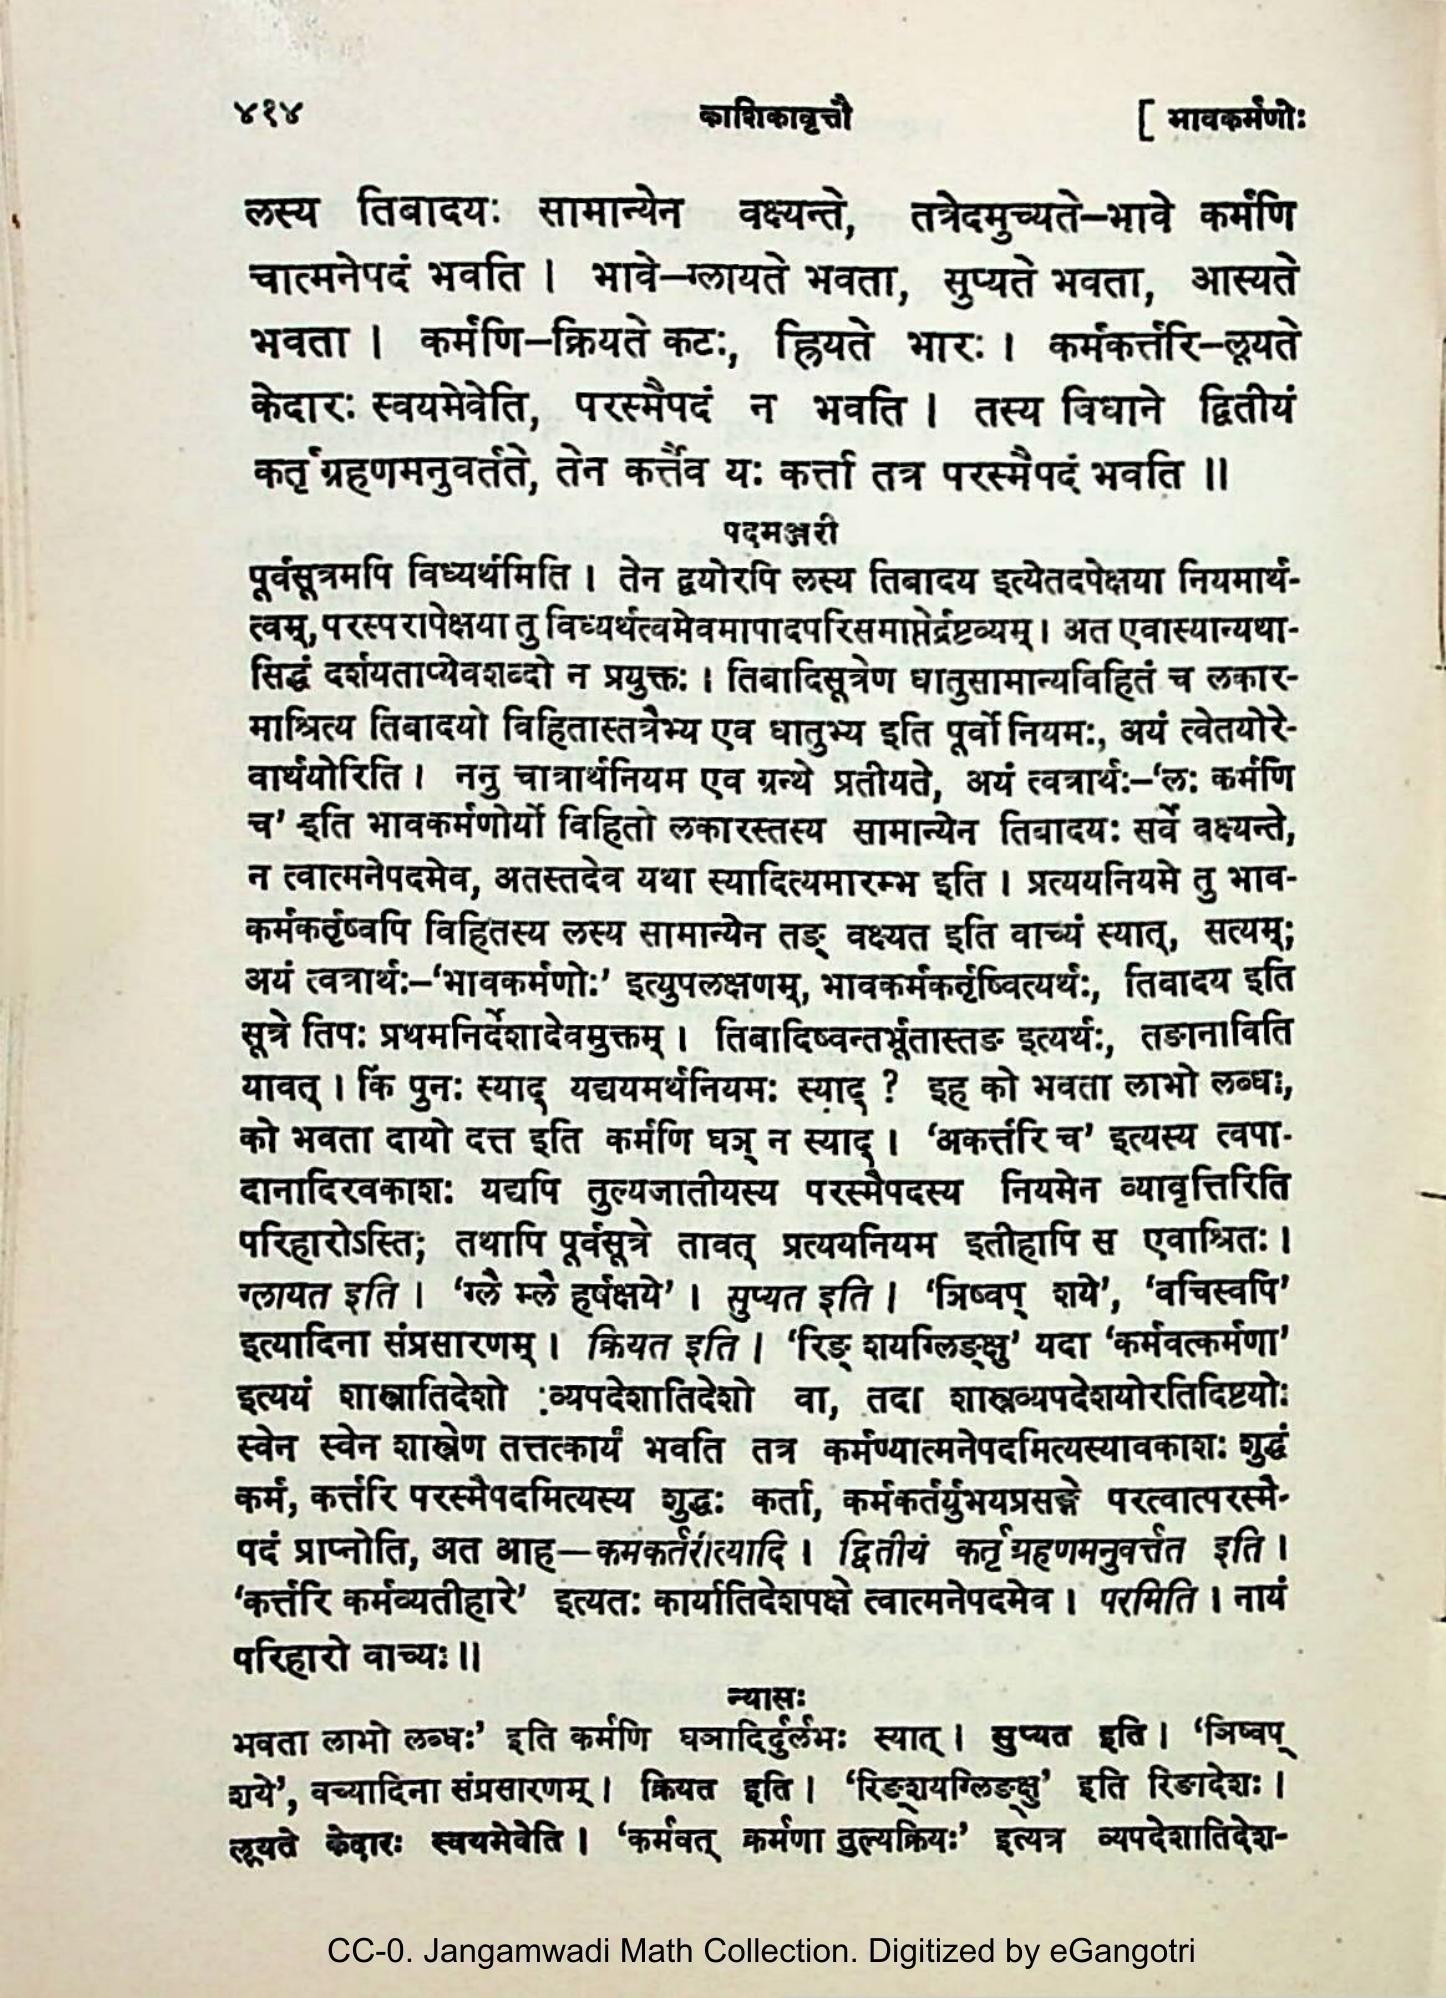 ४१४ काशिकावृत्तौ [ भावकर्मणोः
लस्य तिबादयः सामान्येन वक्ष्यन्ते, तत्रेदमुच्यते–भावे कर्मणि
चात्मनेपदं भवति । भावे–ग्लायते भवता, सुप्यते भवता, आस्यते
भवता । कर्मणि–क्रियते कटः, ह्रियते भारः । कर्मकर्त्तरि–लूयते
केदारः स्वयमेवेति, परस्मैपदं न भवति । तस्य विधाने द्वितीयं
कर्तृग्रहणमनुवर्तते, तेन कर्त्तैव यः कर्त्ता तत्र परस्मैपदं भवति ॥
पदमञ्जरी
पूर्वसूत्रमपि विध्यर्थमिति । तेन द्वयोरपि लस्य तिबादय इत्येतदपेक्षया नियमार्थ-
त्वम्, परस्परापेक्षया तु विध्यर्थत्वमेवमापादपरिसमाप्तेर्द्रष्टव्यम् । अत एवास्यान्यथा-
सिद्धं दर्शयताप्येवशब्दो न प्रयुक्तः । तिबादिसूत्रेण धातुसामान्यविहितं च लकार-
माश्रित्य तिबादयो विहितास्तत्रैभ्य एव धातुभ्य इति पूर्वो नियमः, अयं त्वेतयोरे-
वार्थयोरिति । ननु चात्रार्थनियम एव ग्रन्थे प्रतीयते, अयं त्वत्रार्थः–‘लः कर्मणि
च’ इति भावकर्मणोर्यो विहितो लकारस्तस्य सामान्येन तिबादयः सर्वे वक्ष्यन्ते,
न त्वात्मनेपदमेव, अतस्तदेव यथा स्यादित्यमारम्भ इति । प्रत्ययनियमे तु भाव-
कर्मकर्तृष्वपि विहितस्य लस्य सामान्येन तङ् वक्ष्यत इति वाच्यं स्यात्, सत्यम्;
अयं त्वत्रार्थः–‘भावकर्मणोः’ इत्युपलक्षणम्, भावकर्मकर्तृष्वित्यर्थः, तिबादय इति
सूत्रे तिपः प्रथमनिर्देशादेवमुक्तम् । तिबादिष्वन्तर्भूतास्तङ इत्यर्थः, तङानाविति
यावत् । किं पुनः स्याद् यद्ययमर्थनियमः स्याद् ? इह को भवता लाभो लब्धः,
को भवता दायो दत्त इति कर्मणि घञ् न स्याद् । ‘अकर्त्तरि च’ इत्यस्य त्वपा-
दानादिरवकाशः यद्यपि तुल्यजातीयस्य परस्मैपदस्य नियमेन व्यावृत्तिरिति
परिहारोऽस्ति; तथापि पूर्वसूत्रे तावत् प्रत्ययनियम इतीहापि स एवाश्रितः ।
ग्लायत इति । ‘ग्लै म्लै हर्षक्षये’ । सुप्यत इति । ‘ञिष्वप् शये’, ‘वचिस्वपि’
इत्यादिना संप्रसारणम् । क्रियत इति । ‘रिङ् शयग्लिङ्क्षु’ यदा ‘कर्मवत्कर्मणा’
इत्ययं शास्त्रातिदेशो व्यपदेशातिदेशो वा, तदा शास्त्रव्यपदेशयोरतिदिष्टयोः
स्वेन स्वेन शास्त्रेण तत्तत्कार्यं भवति तत्र कर्मण्यात्मनेपदमित्यस्यावकाशः शुद्धं
कर्म, कर्त्तरि परस्मैपदमित्यस्य शुद्धः कर्ता, कर्मकर्तर्युभयप्रसङ्गे परत्वात्परस्मै-
पदं प्राप्नोति, अत आह—कर्मकर्तरीत्यादि । द्वितीयं कर्तृग्रहणमनुवर्त्तत इति ।
‘कर्त्तरि कर्मव्यतीहारे’ इत्यतः कार्यातिदेशपक्षे त्वात्मनेपदमेव । परमिति । नायं
परिहारो वाच्यः ॥
न्यासः
भवता लाभो लब्धः’ इति कर्मणि घञादिर्दुर्लभः स्यात् । सुप्यत इति । ‘ञिष्वप्
शये’, वच्यादिना संप्रसारणम् । क्रियत इति । ‘रिङ्शयग्लिङ्क्षु’ इति रिङादेशः ।
लूयते केदारः स्वयमेवेति । ‘कर्मवत् कर्मणा तुल्यक्रियः’ इत्यत्र व्यपदेशातिदेश-
CC-0. Jangamwadi Math Collection. Digitized by eGangotri